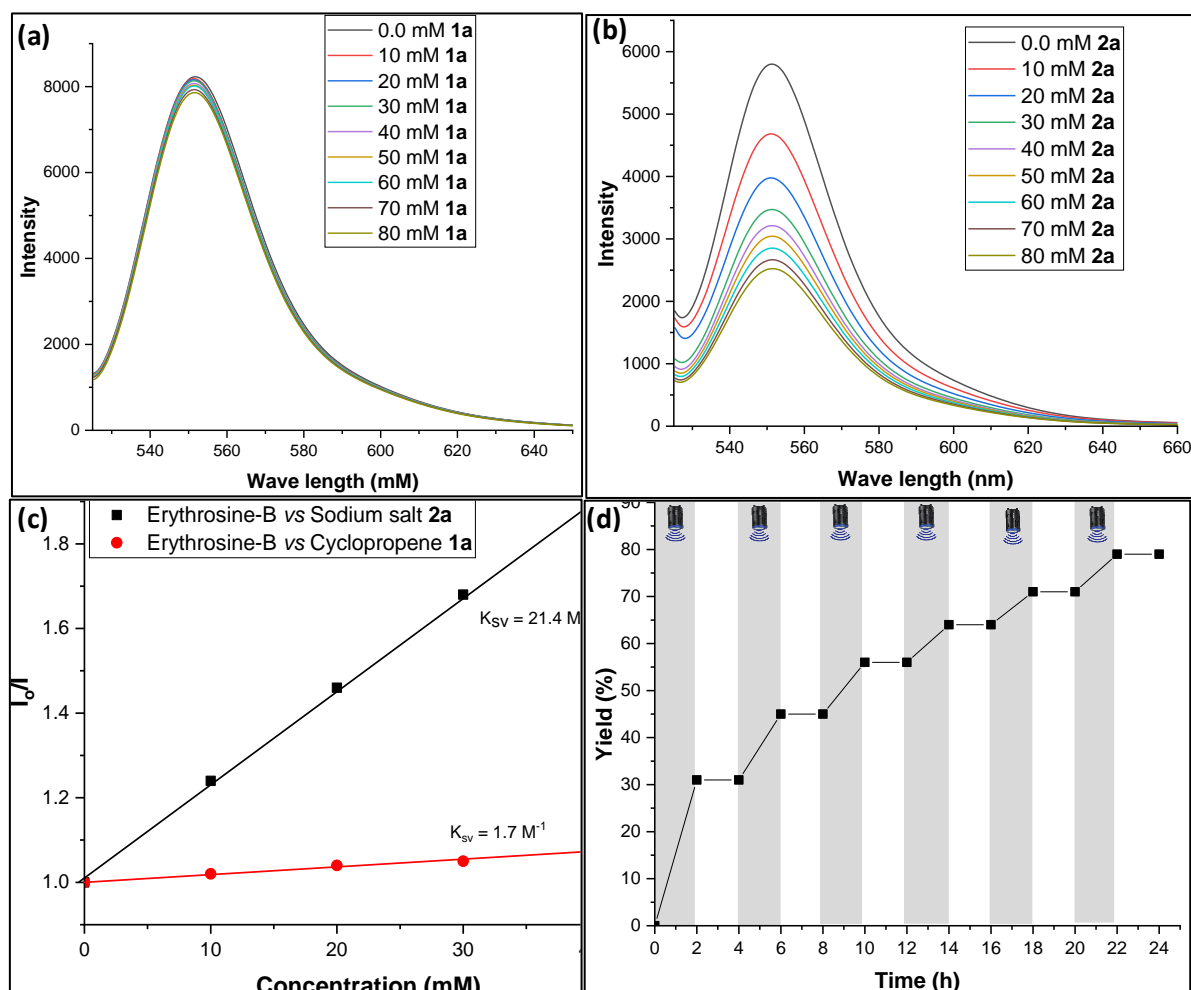 (a)
0.0 mM 1a
10 mM 1a
20 mM 1a
30 mM 1a
40 mM 1a
50 mM 1a
60 mM 1a
70 mM 1a
80 mM 1a
8000
6000
4000
2000
0
Intensity
540 560 580 600 620 640
Wave length (mM)
(b)
0.0 mM 2a
10 mM 2a
20 mM 2a
30 mM 2a
40 mM 2a
50 mM 2a
60 mM 2a
70 mM 2a
80 mM 2a
6000
5000
4000
3000
2000
1000
0
Intensity
540 560 580 600 620 640 660
Wave length (nm)
(c)
Erythrosine-B vs Sodium salt 2a
Erythrosine-B vs Cyclopropene 1a
1.8
1.6
1.4
1.2
1.0
I₀/I
K_SV = 21.4 M
K_sv = 1.7 M⁻¹
0 10 20 30
Concentration (mM)
(d)
90
80
70
60
50
40
30
20
10
0
Yield (%)
0 2 4 6 8 10 12 14 16 18 20 22 24
Time (h)